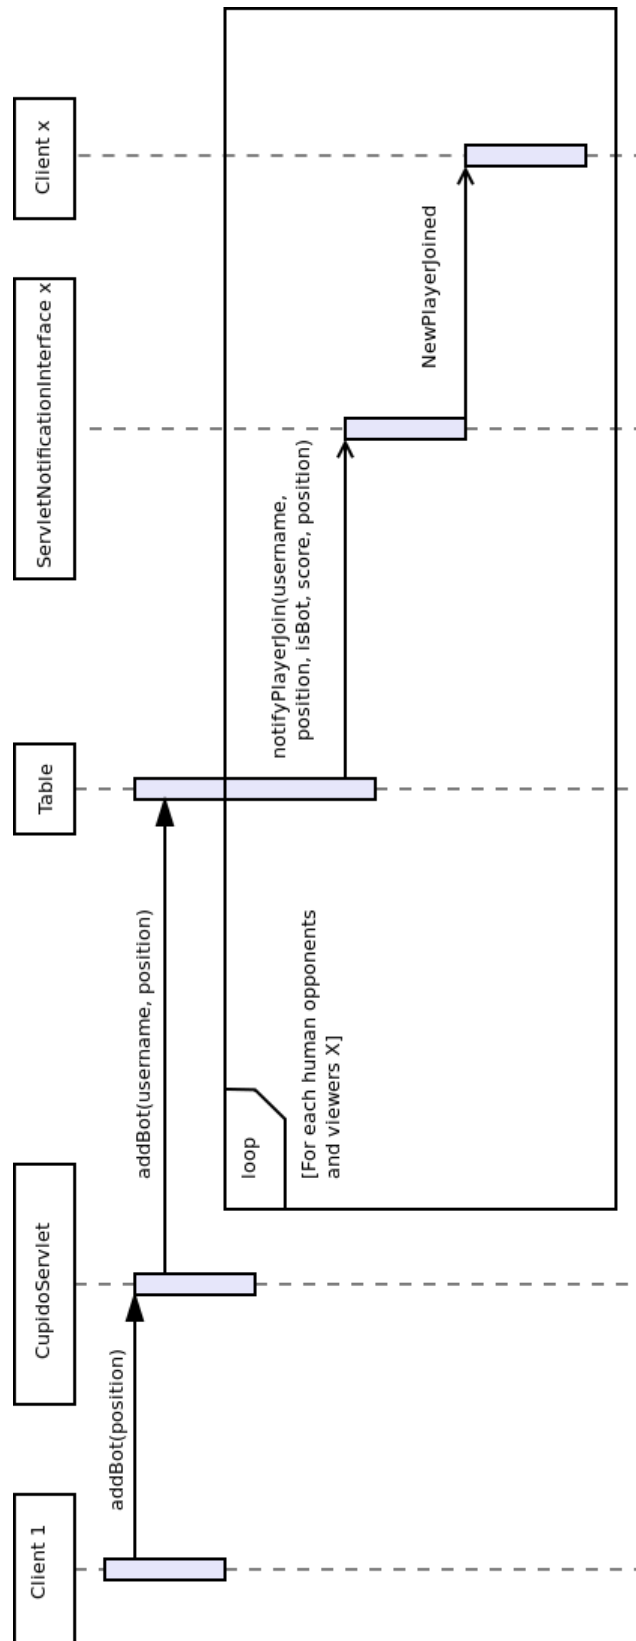 Client 1
CupidoServlet
Table
ServletNotificationInterface x
Client x
addBot(position)
addBot(username, position)
loop
[For each human opponents
and viewers X]
notifyPlayerJoin(username,
position, isBot, score, position)
NewPlayerJoined